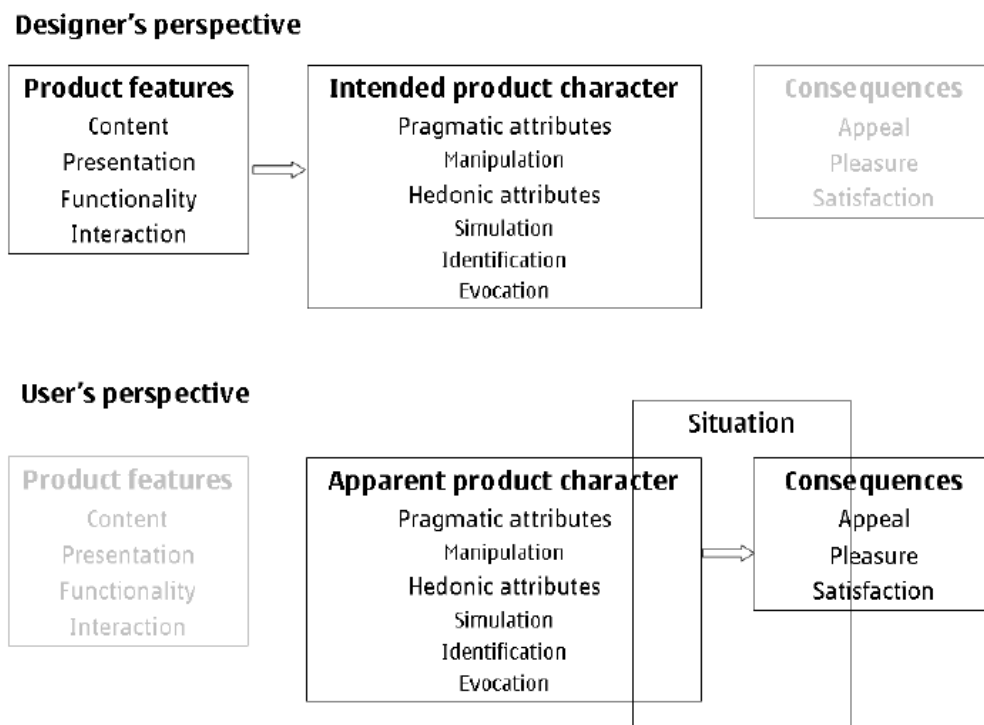 Designer's perspective
Product features
Content
Presentation
Functionality
Interaction
Intended product character
Pragmatic attributes
Manipulation
Hedonic attributes
Simulation
Identification
Evocation
Consequences
Appeal
Pleasure
Satisfaction
User's perspective
Product features
Content
Presentation
Functionality
Interaction
Apparent product character
Pragmatic attributes
Manipulation
Hedonic attributes
Simulation
Identification
Evocation
Situation
Consequences
Appeal
Pleasure
Satisfaction